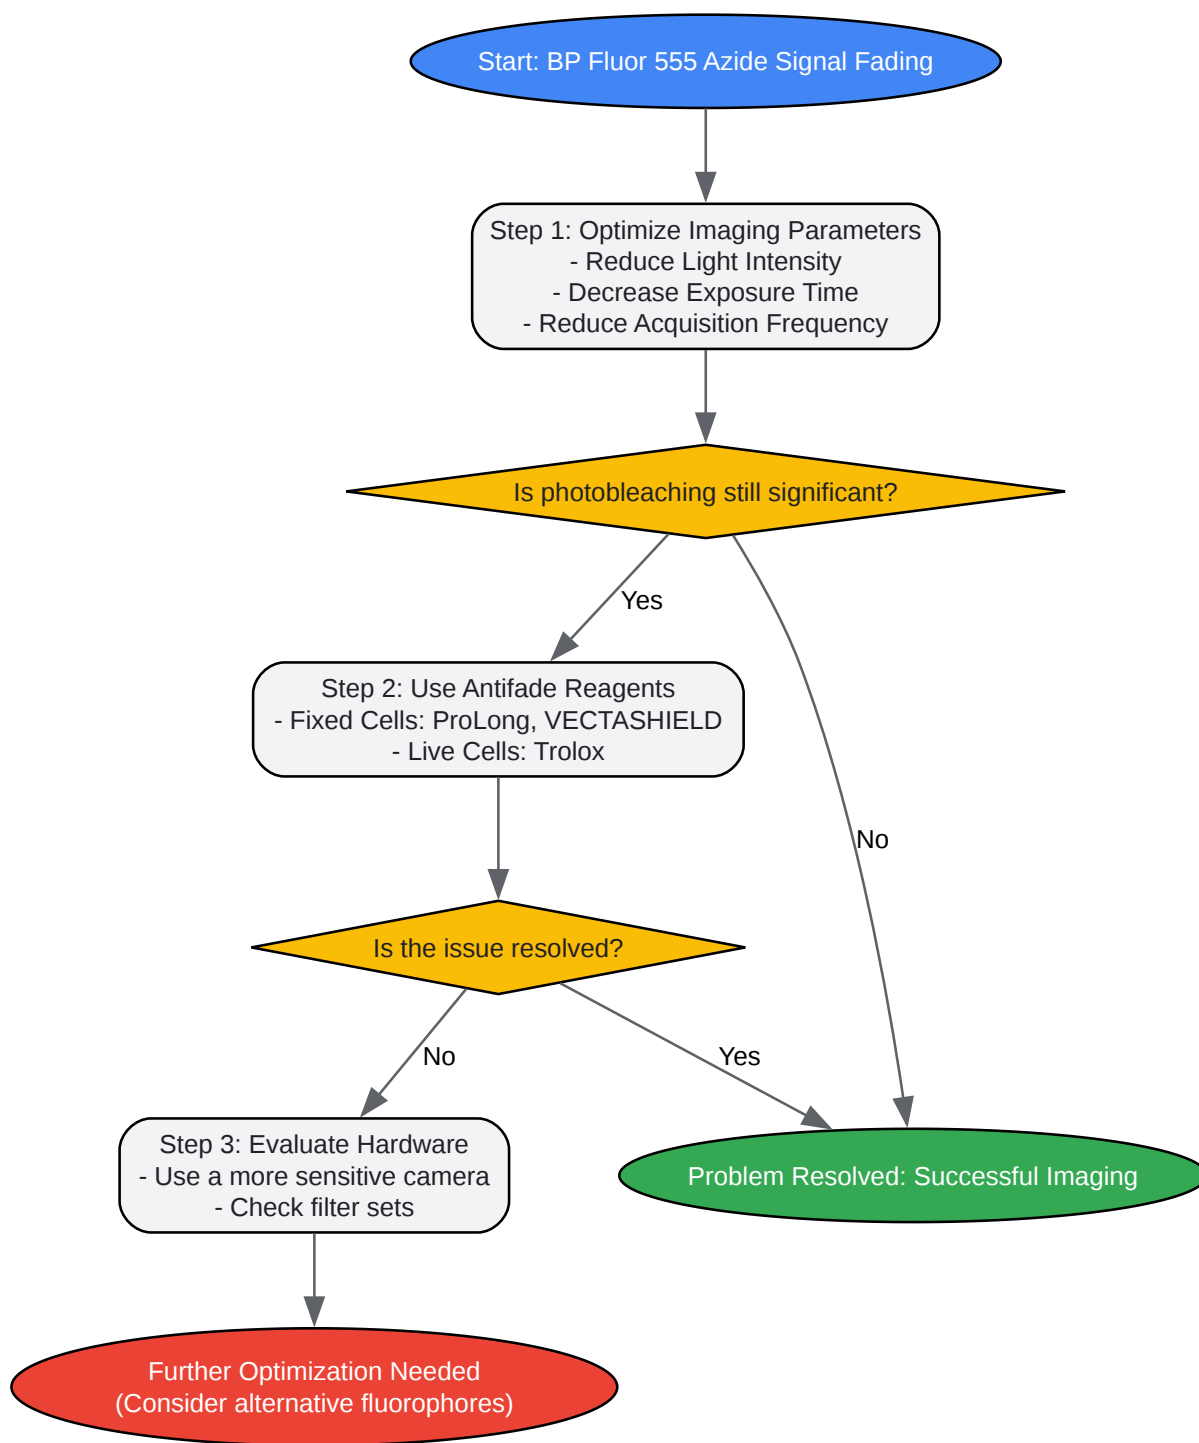 Start: BP Fluor 555 Azide Signal Fading
Step 1: Optimize Imaging Parameters
- Reduce Light Intensity
- Decrease Exposure Time
- Reduce Acquisition Frequency
Is photobleaching still significant?
Yes
Step 2: Use Antifade Reagents
- Fixed Cells: ProLong, VECTASHIELD
- Live Cells: Trolox
No
Is the issue resolved?
No
Yes
Step 3: Evaluate Hardware
- Use a more sensitive camera
- Check filter sets
Problem Resolved: Successful Imaging
Further Optimization Needed
(Consider alternative fluorophores)